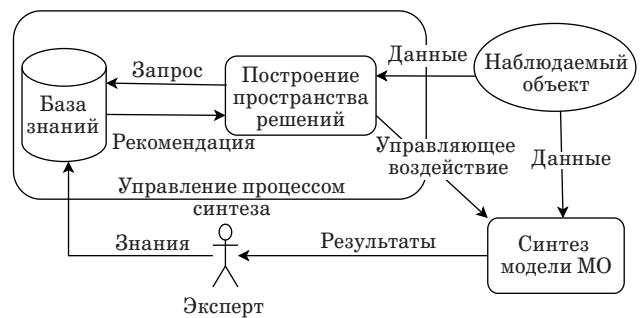 База
знаний
Запрос
Рекомендация
Построение
пространства
решений
Данные
Наблюдаемый
объект
Управляющее
воздействие
Данные
Управление процессом
синтеза
Знания
Эксперт
Результаты
Синтез
модели МО